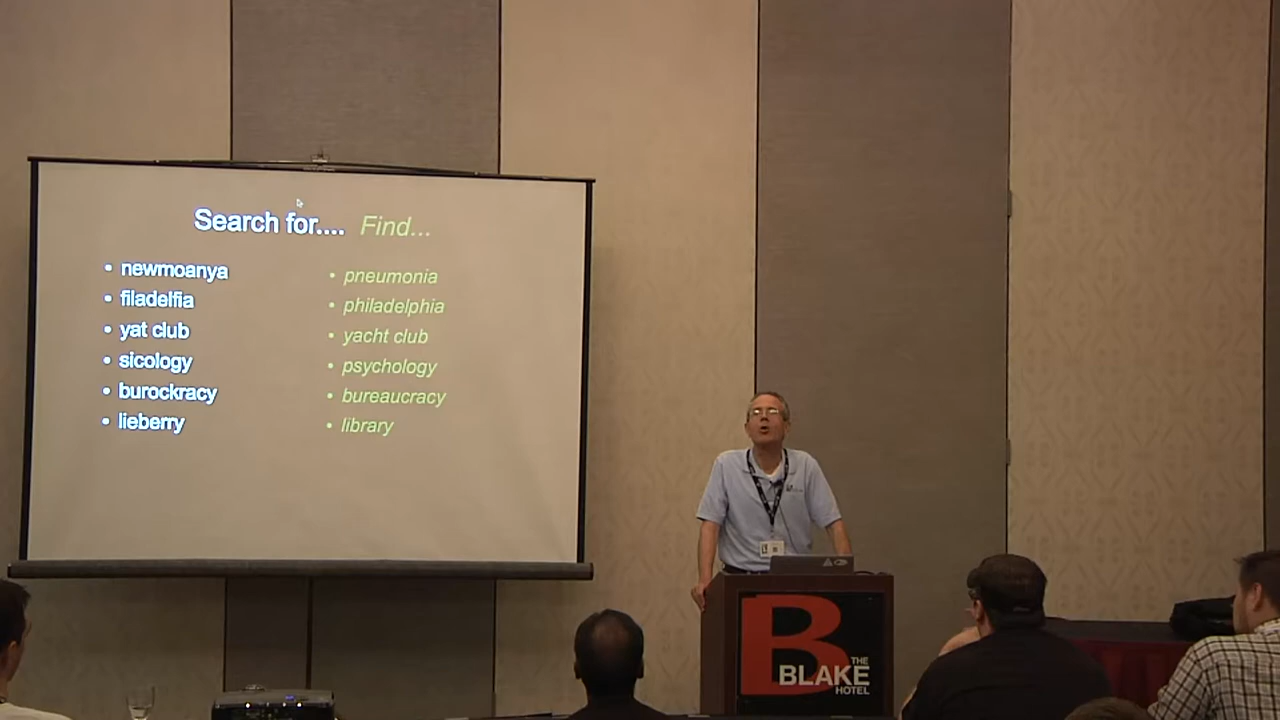 Search for.... Find...
• newmoanya
• filadelfia
• yat club
• sicology
• burockracy
• lieberry
• pneumonia
• philadelphia
• yacht club
• psychology
• bureaucracy
• library
B
THE
BLAKE
HOTEL